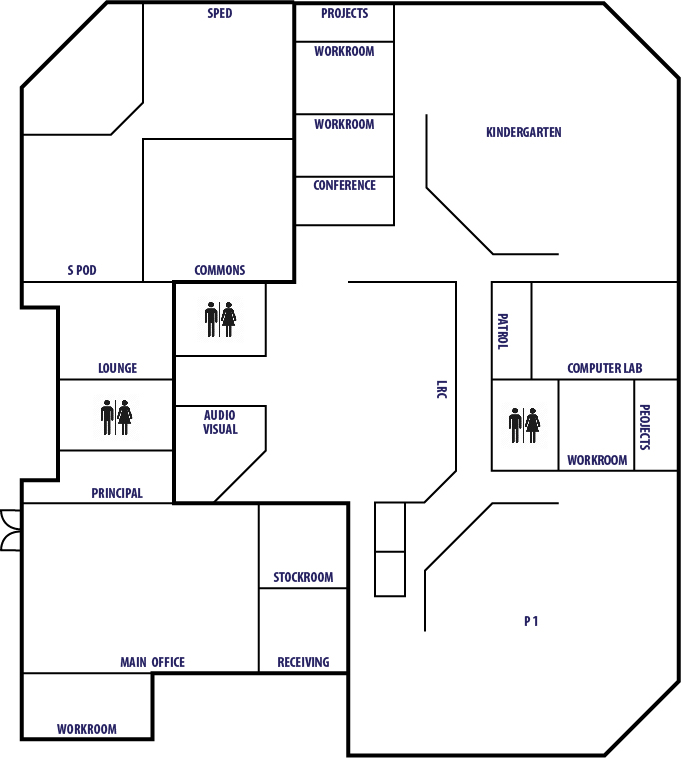 SPED
PROJECTS
WORKROOM
WORKROOM
KINDERGARTEN
CONFERENCE
S POD
COMMONS
PATROL
LOUNGE
COMPUTER LAB
LRC
AUDIO
VISUAL
PEOJECTS
WORKROOM
PRINCIPAL
STOCKROOM
P 1
MAIN OFFICE
RECEIVING
WORKROOM